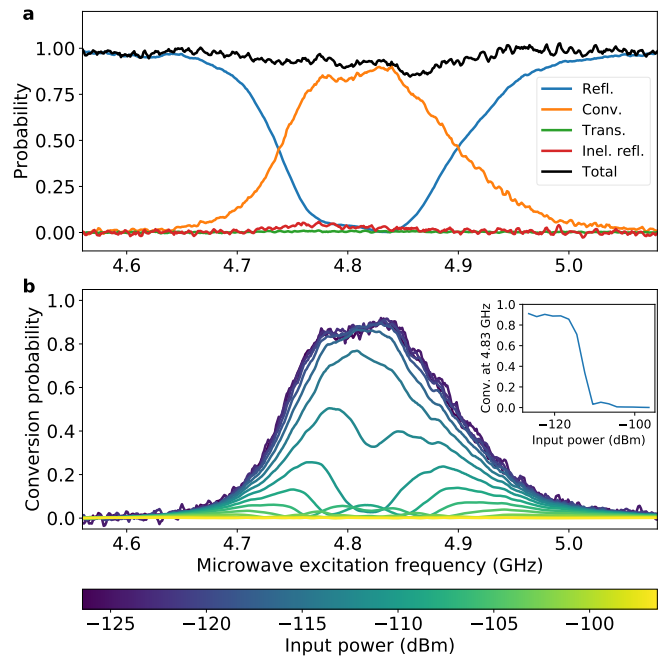 a
1.00
0.75
0.50
0.25
0.00
Probability
Refl.
Conv.
Trans.
Inel. refl.
Total
4.6 4.7 4.8 4.9 5.0
b
1.0
0.8
0.6
0.4
0.2
0.0
Conversion probability
1.0
0.8
0.6
0.4
0.2
0.0
Conv. at 4.83 GHz
−120 −100
Input power (dBm)
4.6 4.7 4.8 4.9 5.0
Microwave excitation frequency (GHz)
−125 −120 −115 −110 −105 −100
Input power (dBm)